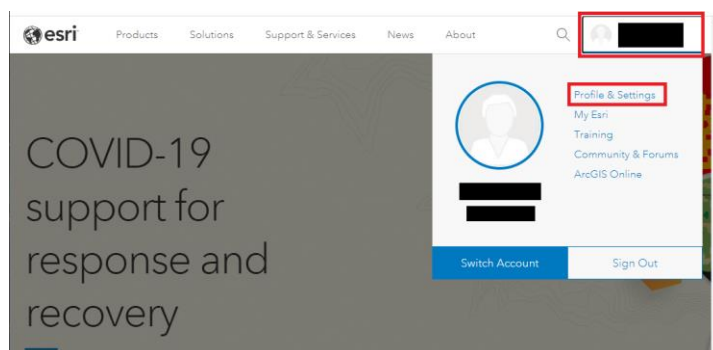 esri Products Solutions Support & Services News About
Profile & Settings
My Esri
Training
Community & Forums
ArcGIS Online
COVID-19
support for
response and
recovery
Switch Account Sign Out